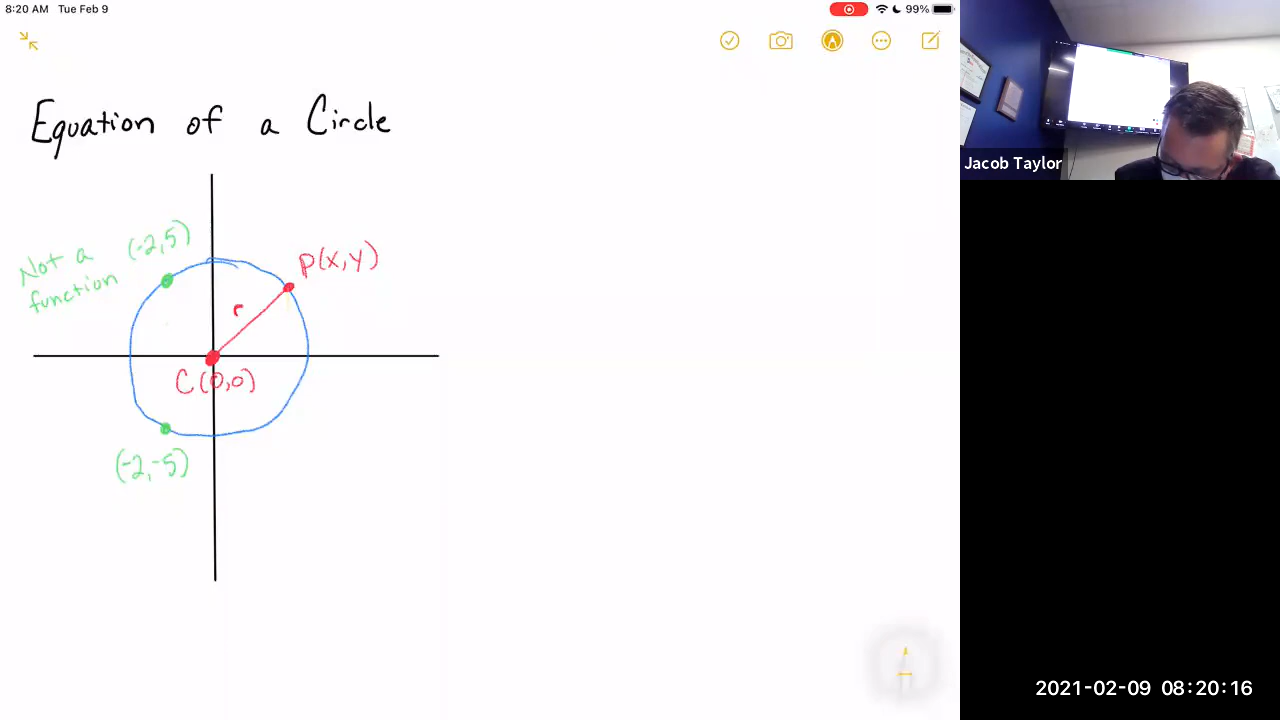 8:20 AM Tue Feb 9
99%
Equation of a Circle
Not a
function
(-2,5)
P(x,y)
r
C(0,0)
(-2,-5)
Jacob Taylor
2021-02-09 08:20:16